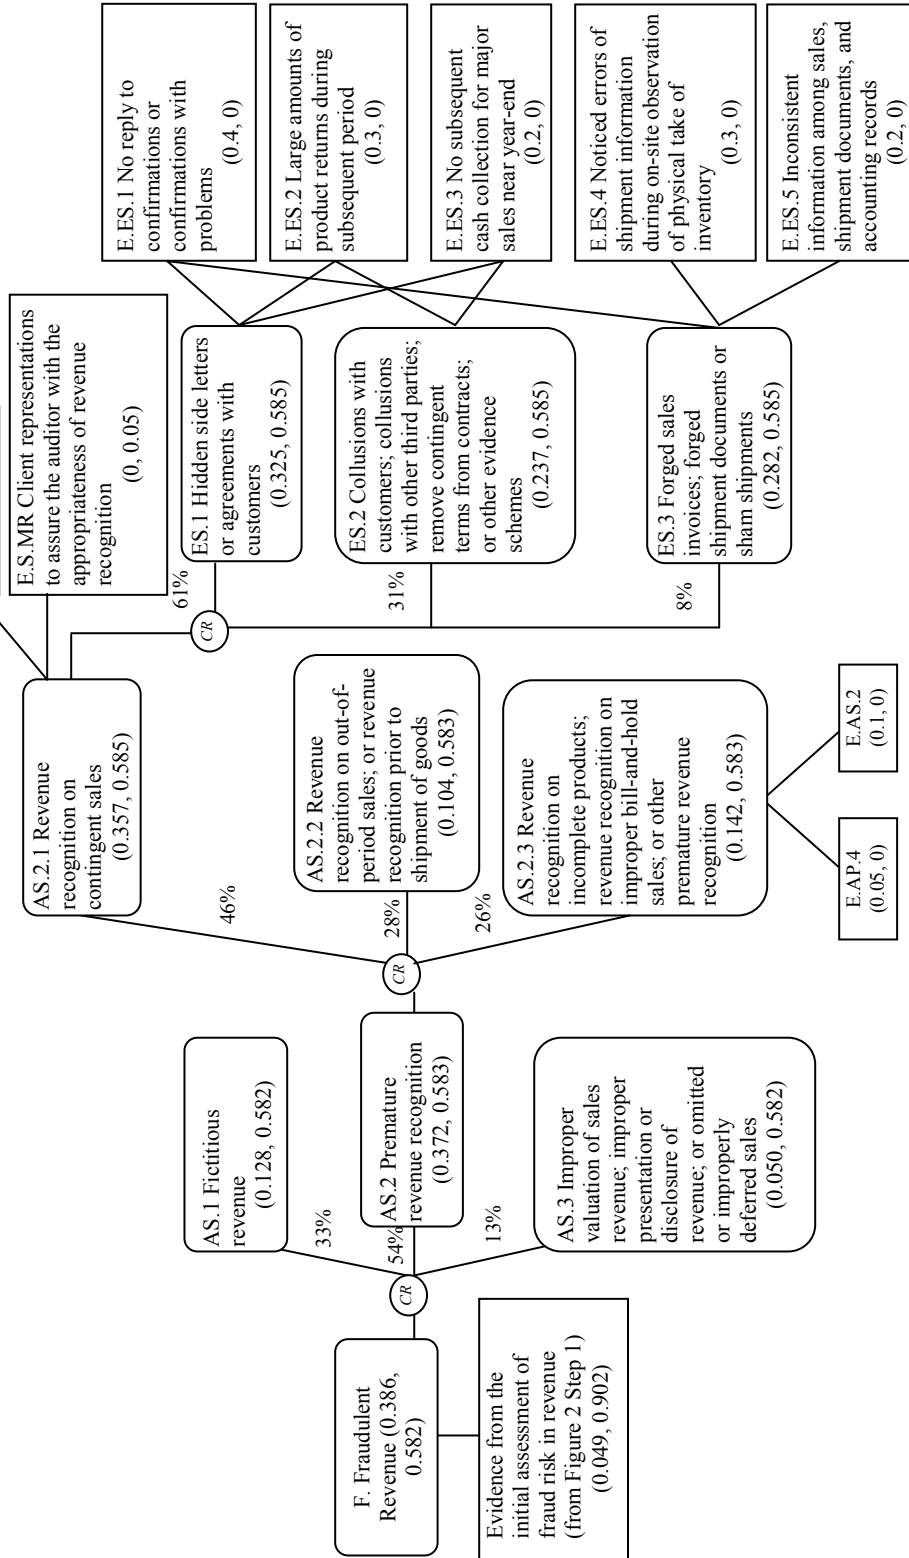 F. Fraudulent
Revenue (0.386,
0.582)
Evidence from the
initial assessment of
fraud risk in revenue
(from Figure 2 Step 1)
(0.049, 0.902)
CR
33%
54%
13%
AS.1 Fictitious
revenue
(0.128, 0.582)
AS.2 Premature
revenue recognition
(0.372, 0.583)
AS.3 Improper
valuation of sales
revenue; improper
presentation or
disclosure of
revenue; or omitted
or improperly
deferred sales
(0.050, 0.582)
CR
46%
28%
26%
AS.2.1 Revenue
recognition on
contingent sales
(0.357, 0.585)
AS.2.2 Revenue
recognition on out-of-
period sales; or revenue
recognition prior to
shipment of goods
(0.104, 0.583)
AS.2.3 Revenue
recognition on
incomplete products;
revenue recognition on
improper bill-and-hold
sales; or other
premature revenue
recognition
(0.142, 0.583)
E.AP.4
(0.05, 0)
E.AS.2
(0.1, 0)
CR
61%
31%
8%
E.S.MR Client representations
to assure the auditor with the
appropriateness of revenue
recognition
(0, 0.05)
ES.1 Hidden side letters
or agreements with
customers
(0.325, 0.585)
ES.2 Collusions with
customers; collusions
with other third parties;
remove contingent
terms from contracts;
or other evidence
schemes
(0.237, 0.585)
ES.3 Forged sales
invoices; forged
shipment documents or
sham shipments
(0.282, 0.585)
E.ES.1 No reply to
confirmations or
confirmations with
problems
(0.4, 0)
E.ES.2 Large amounts of
product returns during
subsequent period
(0.3, 0)
E.ES.3 No subsequent
cash collection for major
sales near year-end
(0.2, 0)
E.ES.4 Noticed errors of
shipment information
during on-site observation
of physical take of
inventory
(0.3, 0)
E.ES.5 Inconsistent
information among sales,
shipment documents, and
accounting records
(0.2, 0)